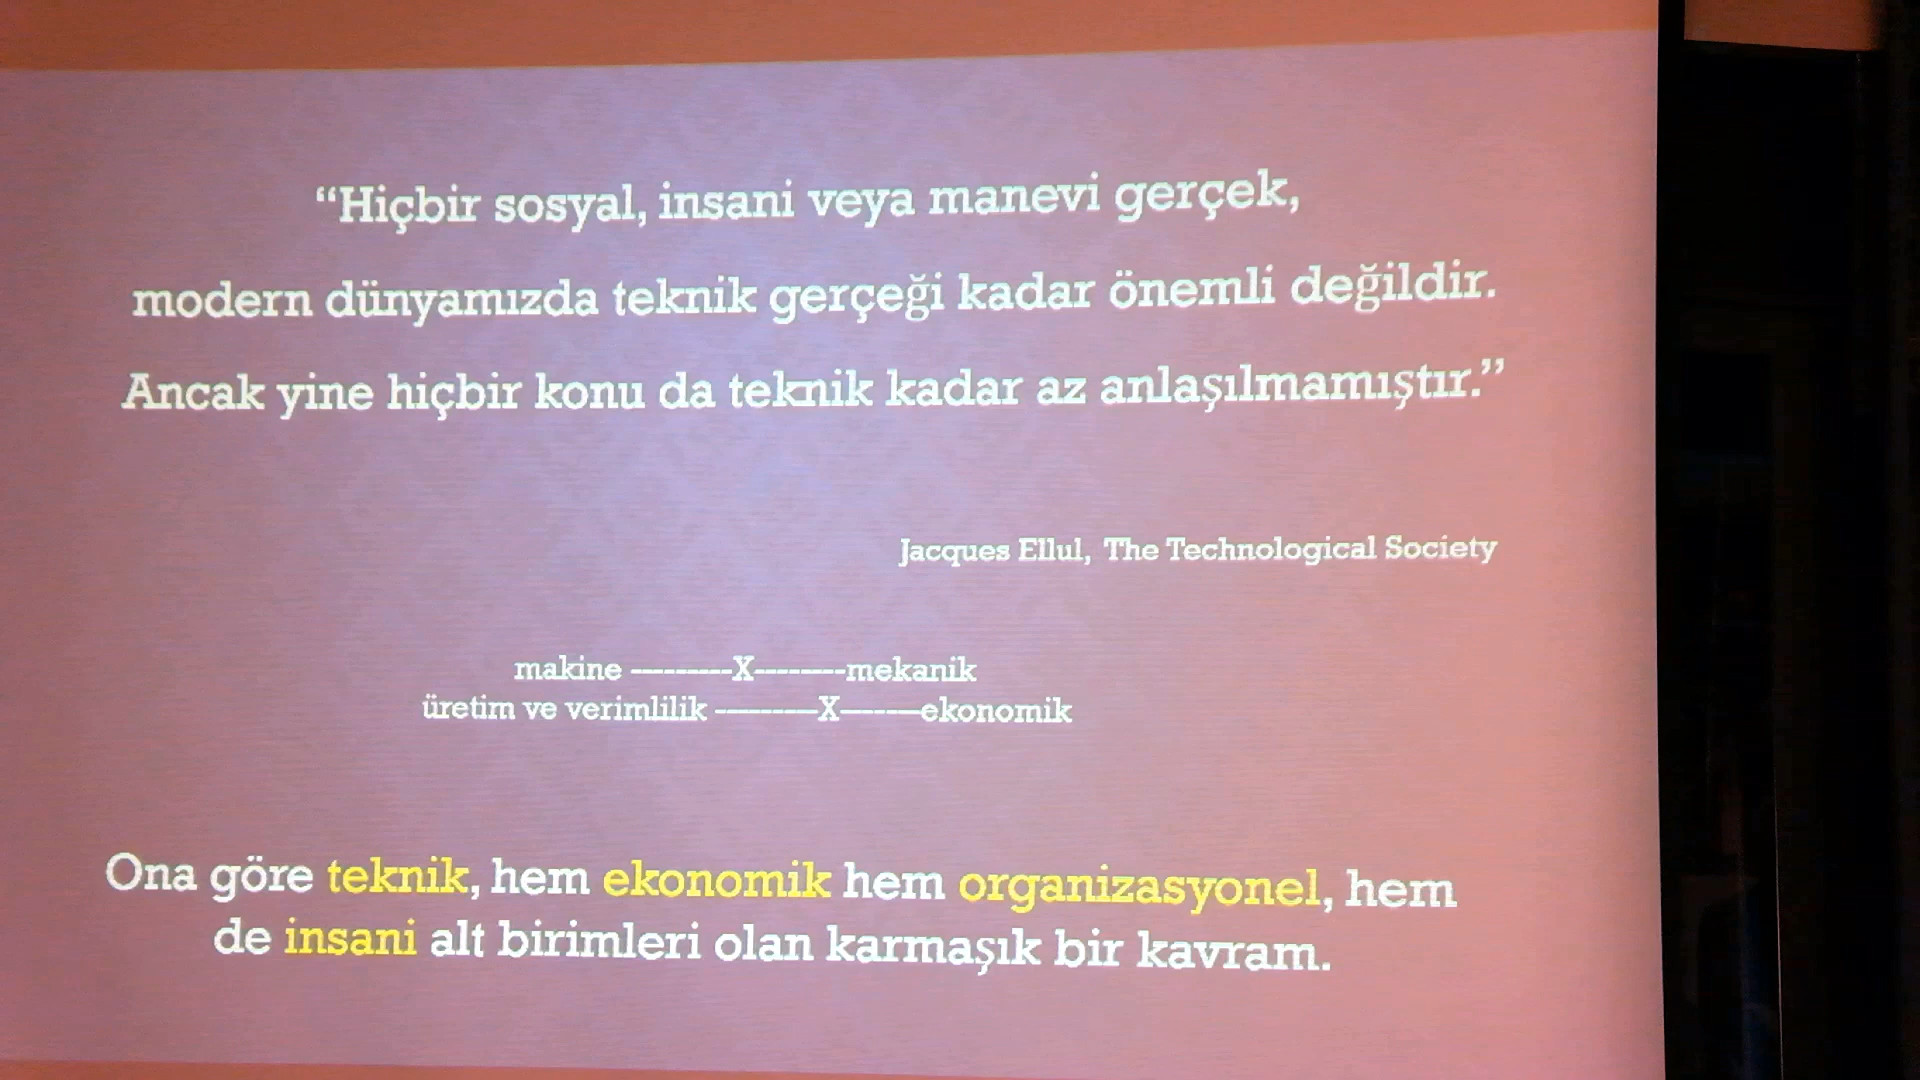 “Hiçbir sosyal, insani veya manevi gerçek,
modern dünyamızda teknik gerçeği kadar önemli değildir.
Ancak yine hiçbir konu da teknik kadar az anlaşılmamıştır.”
Jacques Ellul, The Technological Society
makine ---------X--------mekanik
üretim ve verimlilik ---------X-------ekonomik
Ona göre teknik, hem ekonomik hem organizasyonel, hem
de insani alt birimleri olan karmaşık bir kavram.